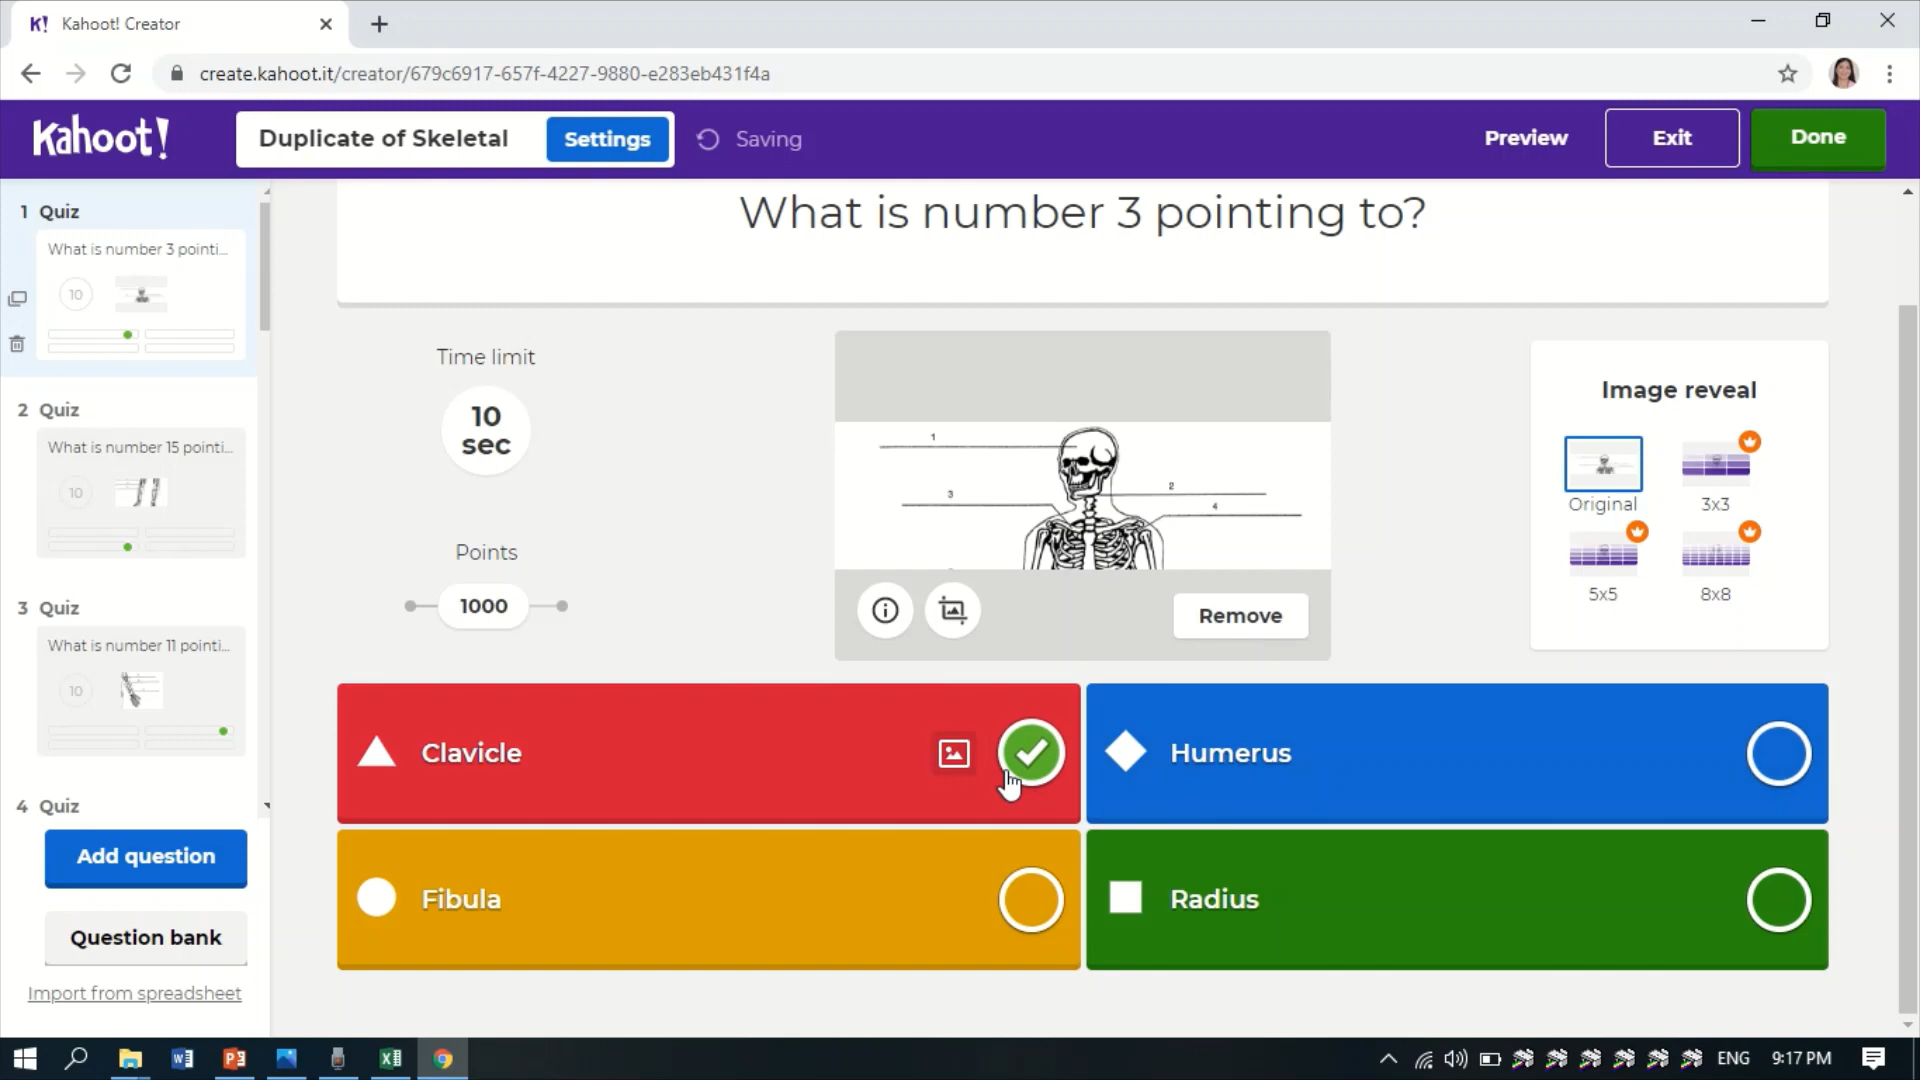 Kahoot! Creator
create.kahoot.it/creator/679c6917-657f-4227-9880-e283eb431f4a
Kahoot!
Duplicate of Skeletal
Settings
Saving
Preview
Exit
Done
1 Quiz
What is number 3 pointi...
10
2 Quiz
What is number 15 pointi...
10
3 Quiz
What is number 11 pointi...
10
4 Quiz
Add question
Question bank
Import from spreadsheet
What is number 3 pointing to?
Time limit
10
sec
Points
1000
1
2
3
4
Remove
Image reveal
Original
3x3
5x5
8x8
Clavicle
Humerus
Fibula
Radius
ENG
9:17 PM